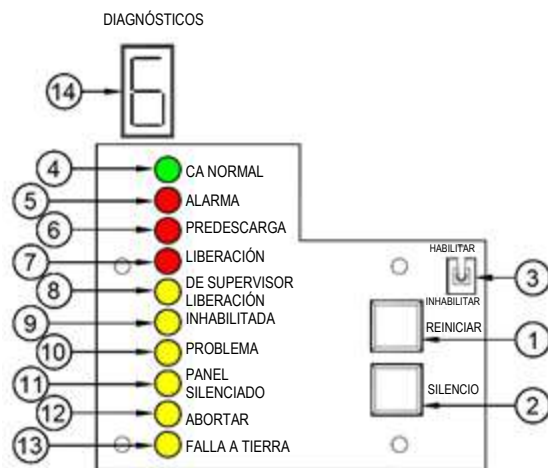 DIAGNÓSTICOS
14
6
4
CA NORMAL
5
ALARMA
6
PREDESCARGA
7
LIBERACIÓN
8
DE SUPERVISOR
LIBERACIÓN
9
INHABILITADA
10
PROBLEMA
11
PANEL
SILENCIADO
12
ABORTAR
13
FALLA A TIERRA
HABILITAR
3
INHABILITAR
REINICIAR
1
SILENCIO
2